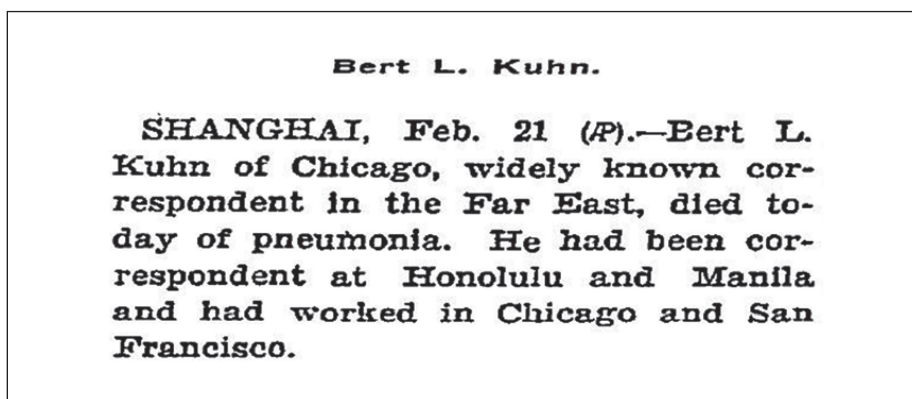 Bert L. Kuhn.
SHANGHAI, Feb. 21 (AP).—Bert L.
Kuhn of Chicago, widely known cor-
respondent in the Far East, died to-
day of pneumonia. He had been cor-
respondent at Honolulu and Manila
and had worked in Chicago and San
Francisco.